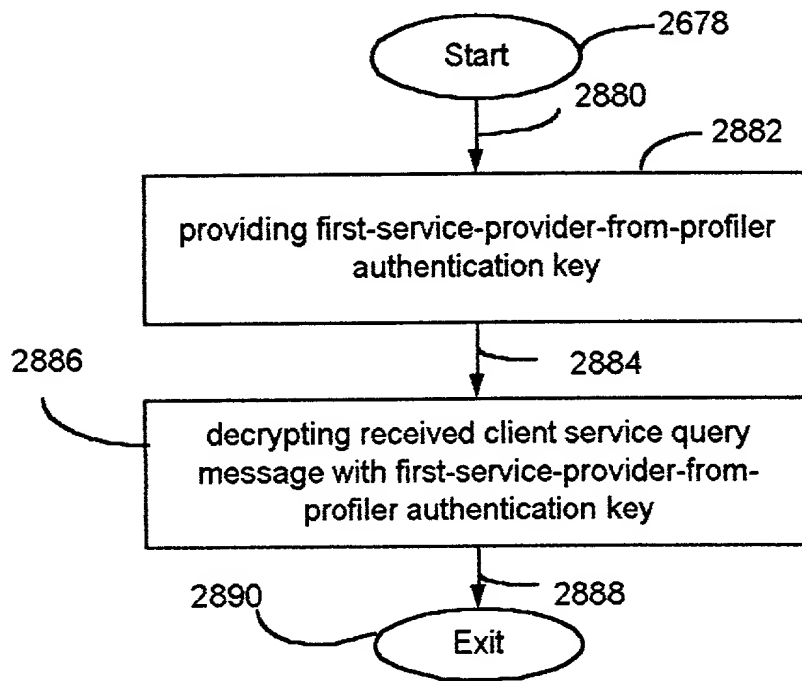 2678
Start
2880
2882
providing first-service-provider-from-profiler
authentication key
2884
2886
decrypting received client service query
message with first-service-provider-from-
profiler authentication key
2888
2890
Exit